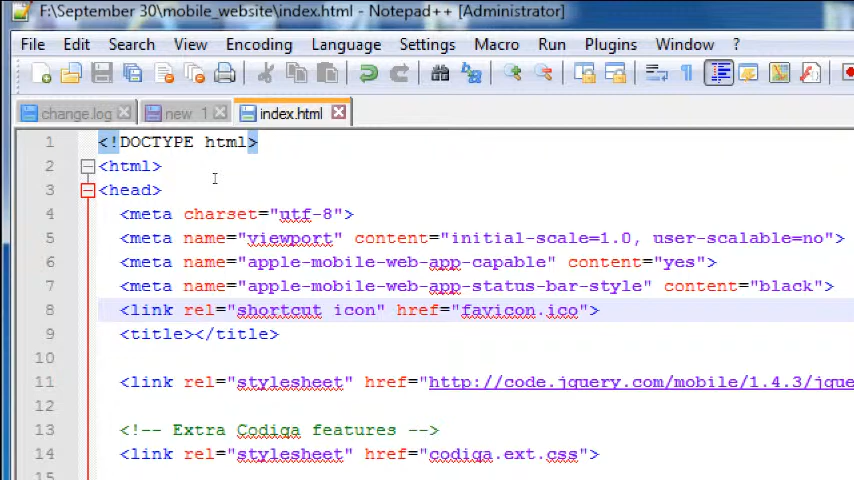 F:\September 30\mobile_website\index.html - Notepad++ [Administrator]
File Edit Search View Encoding Language Settings Macro Run Plugins Window ?
change.log new 1 index.html
1 <!DOCTYPE html>
2 <html>
3 <head>
4 <meta charset="utf-8">
5 <meta name="viewport" content="initial-scale=1.0, user-scalable=no">
6 <meta name="apple-mobile-web-app-capable" content="yes">
7 <meta name="apple-mobile-web-app-status-bar-style" content="black">
8 <link rel="shortcut icon" href="favicon.ico">
9 <title></title>
10
11 <link rel="stylesheet" href="http://code.jquery.com/mobile/1.4.3/jque
12
13 <!-- Extra Codiqa features -->
14 <link rel="stylesheet" href="codiqa.ext.css">
15